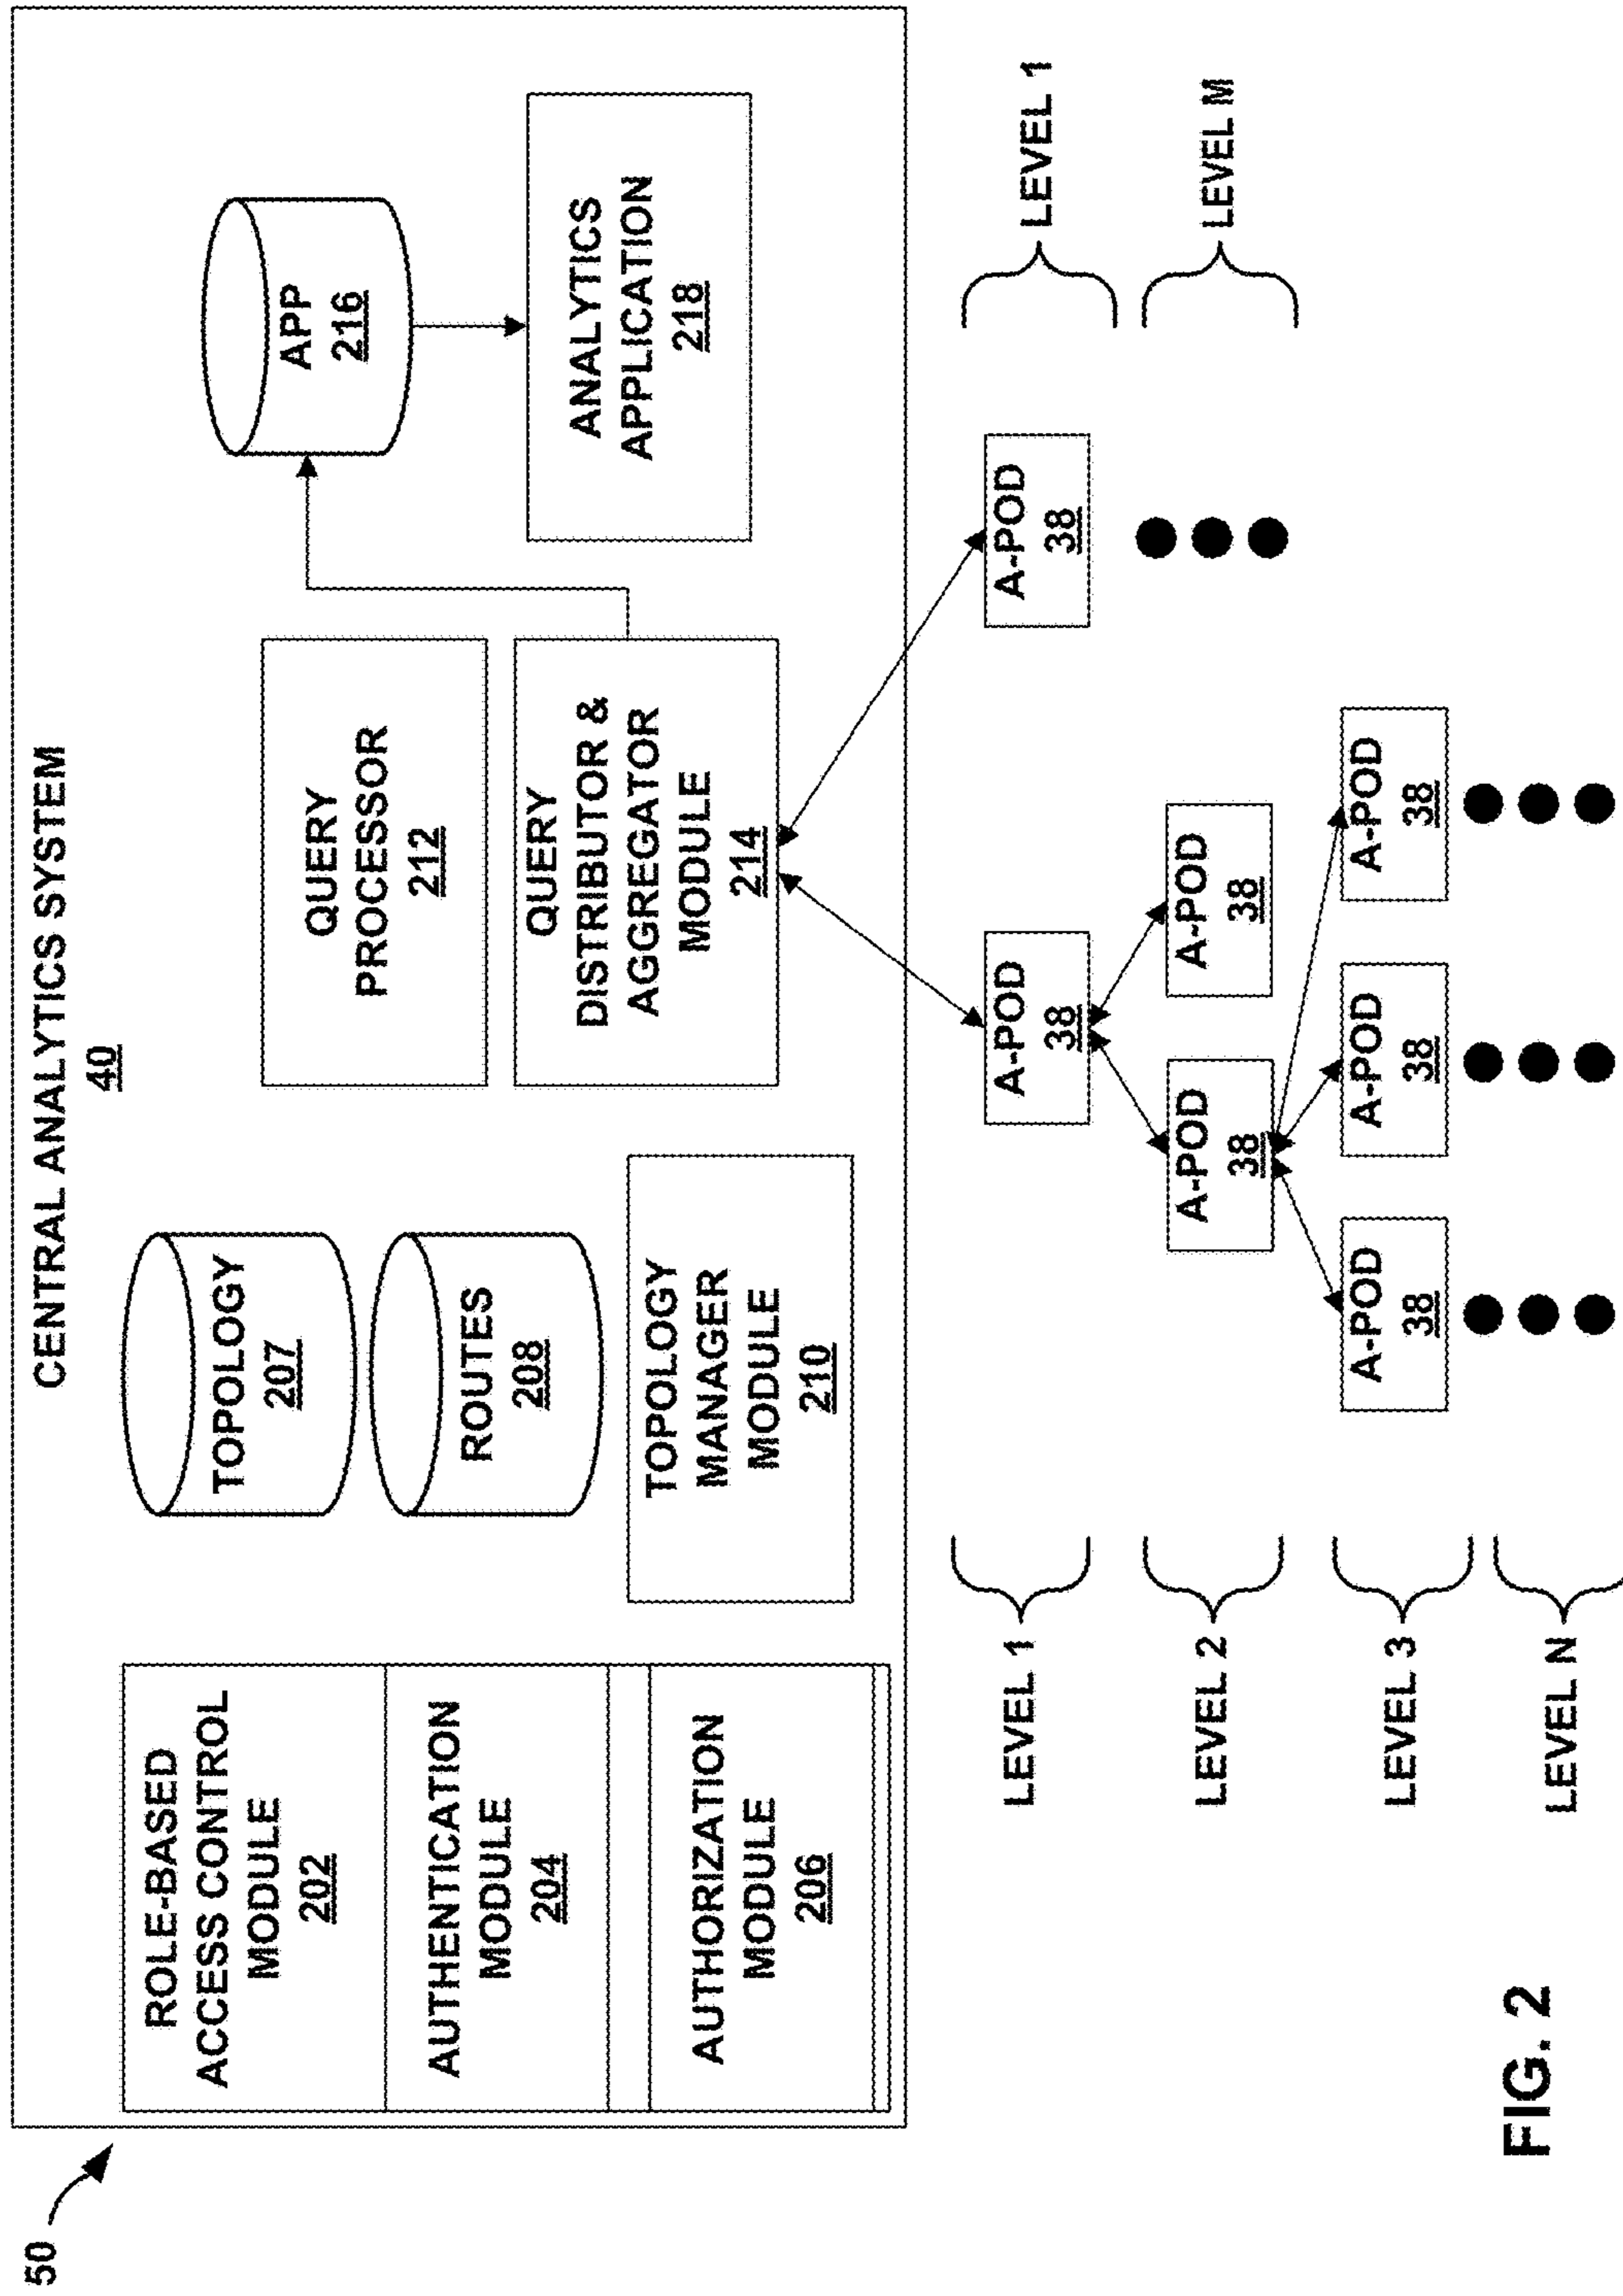 50
CENTRAL ANALYTICS SYSTEM
40
ROLE-BASED
ACCESS CONTROL
MODULE
202
AUTHENTICATION
MODULE
204
AUTHORIZATION
MODULE
206
TOPOLOGY
207
ROUTES
208
TOPOLOGY
MANAGER
MODULE
210
QUERY
PROCESSOR
212
QUERY
DISTRIBUTOR &
AGGREGATOR
MODULE
214
APP
216
ANALYTICS
APPLICATION
218
LEVEL 1
A-POD
38
A-POD
38
LEVEL 1
LEVEL 2
A-POD
38
A-POD
38
LEVEL M
LEVEL 3
A-POD
38
A-POD
38
A-POD
38
LEVEL N
FIG. 2